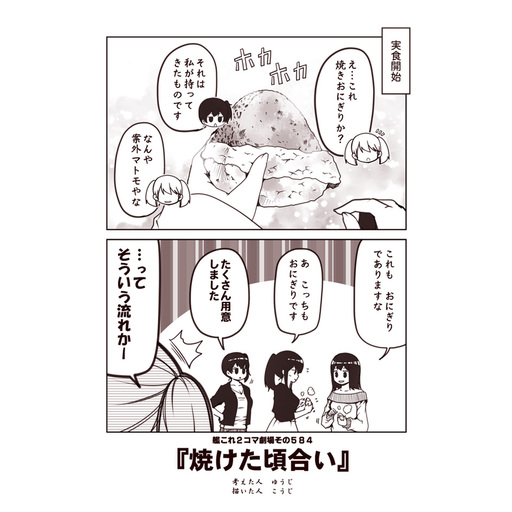 実食開始
え…これ
焼きおにぎりか?
ホカ
ホカ
それは
私が持って
きたものです
なんや
案外マトモやな
これも おにぎり
でありますな
あ こっちも
おにぎりです
たくさん用意
しました
…って
そういう流れかー
艦これ2コマ劇場その584
『焼けた頃合い』
考えた人 ゆうじ
描いた人 こうじ